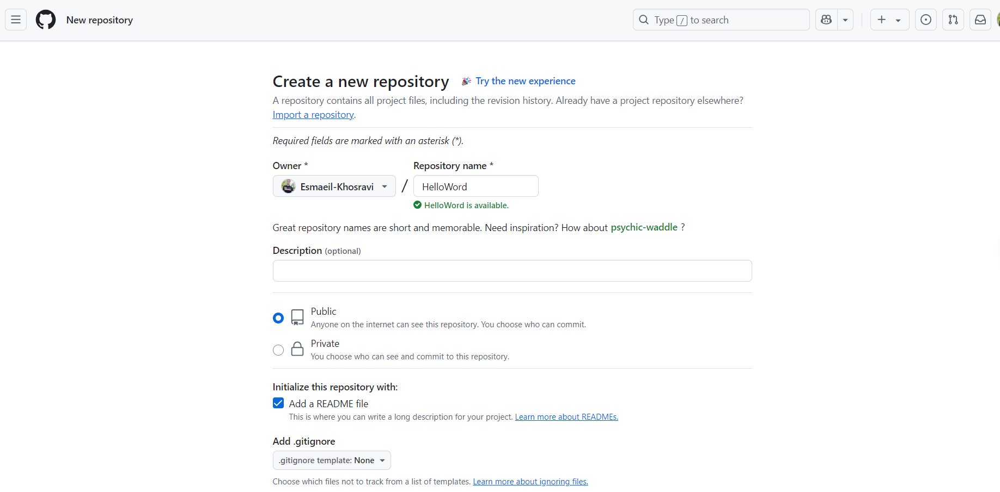 New repository
Type / to search
Create a new repository Try the new experience
A repository contains all project files, including the revision history. Already have a project repository elsewhere?
Import a repository.
Required fields are marked with an asterisk (*).
Owner * Repository name *
Esmaeil-Khosravi / HelloWord
HelloWord is available.
Great repository names are short and memorable. Need inspiration? How about psychic-waddle ?
Description (optional)
Public
Anyone on the internet can see this repository. You choose who can commit.
Private
You choose who can see and commit to this repository.
Initialize this repository with:
Add a README file
This is where you can write a long description for your project. Learn more about READMEs.
Add .gitignore
.gitignore template: None
Choose which files not to track from a list of templates. Learn more about ignoring files.